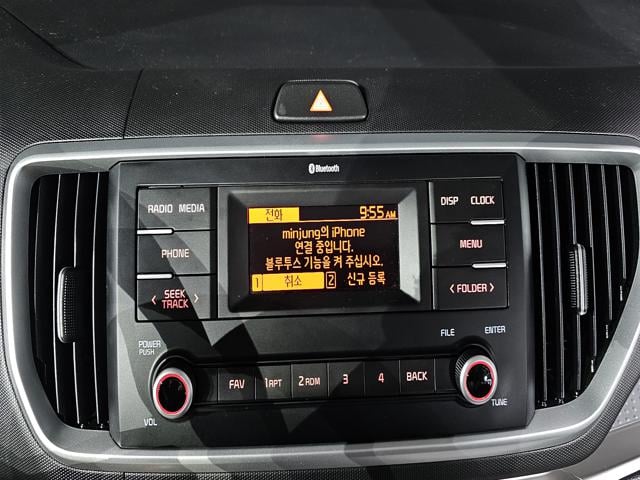 Bluetooth
RADIO MEDIA
PHONE
< SEEK >
TRACK
전화 9:55 AM
minjung의 iPhone
연결 중입니다.
블루투스 기능을 켜 주십시오.
1 취소 2 신규 등록
DISP CLOCK
MENU
< FOLDER >
POWER
PUSH
VOL
FAV 1 RPT 2 RDM 3 4 BACK
FILE ENTER
TUNE